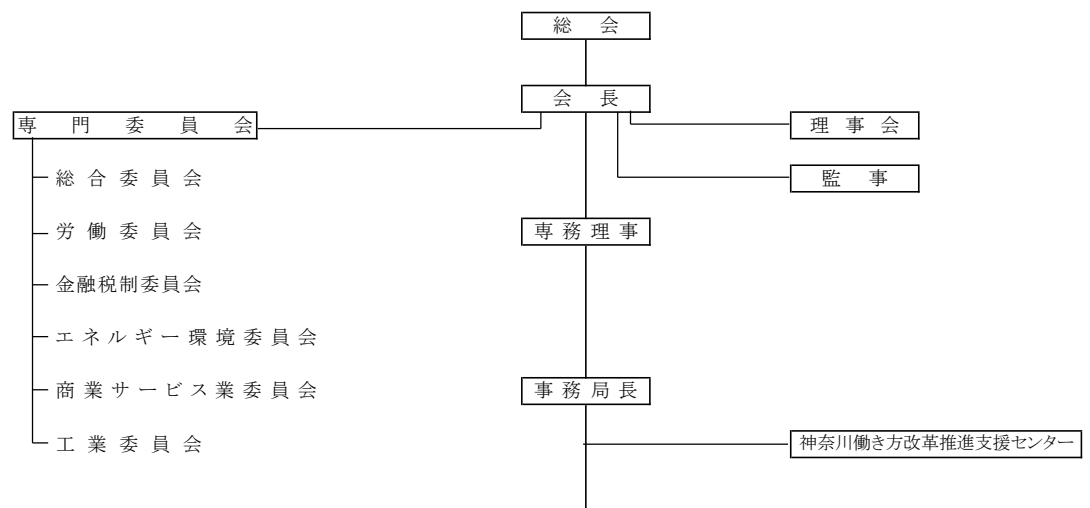 総会
会長
専門委員会
理事会
総合委員会
監事
労働委員会
専務理事
金融税制委員会
エネルギー環境委員会
商業サービス業委員会
事務局長
工業委員会
神奈川働き方改革推進支援センター